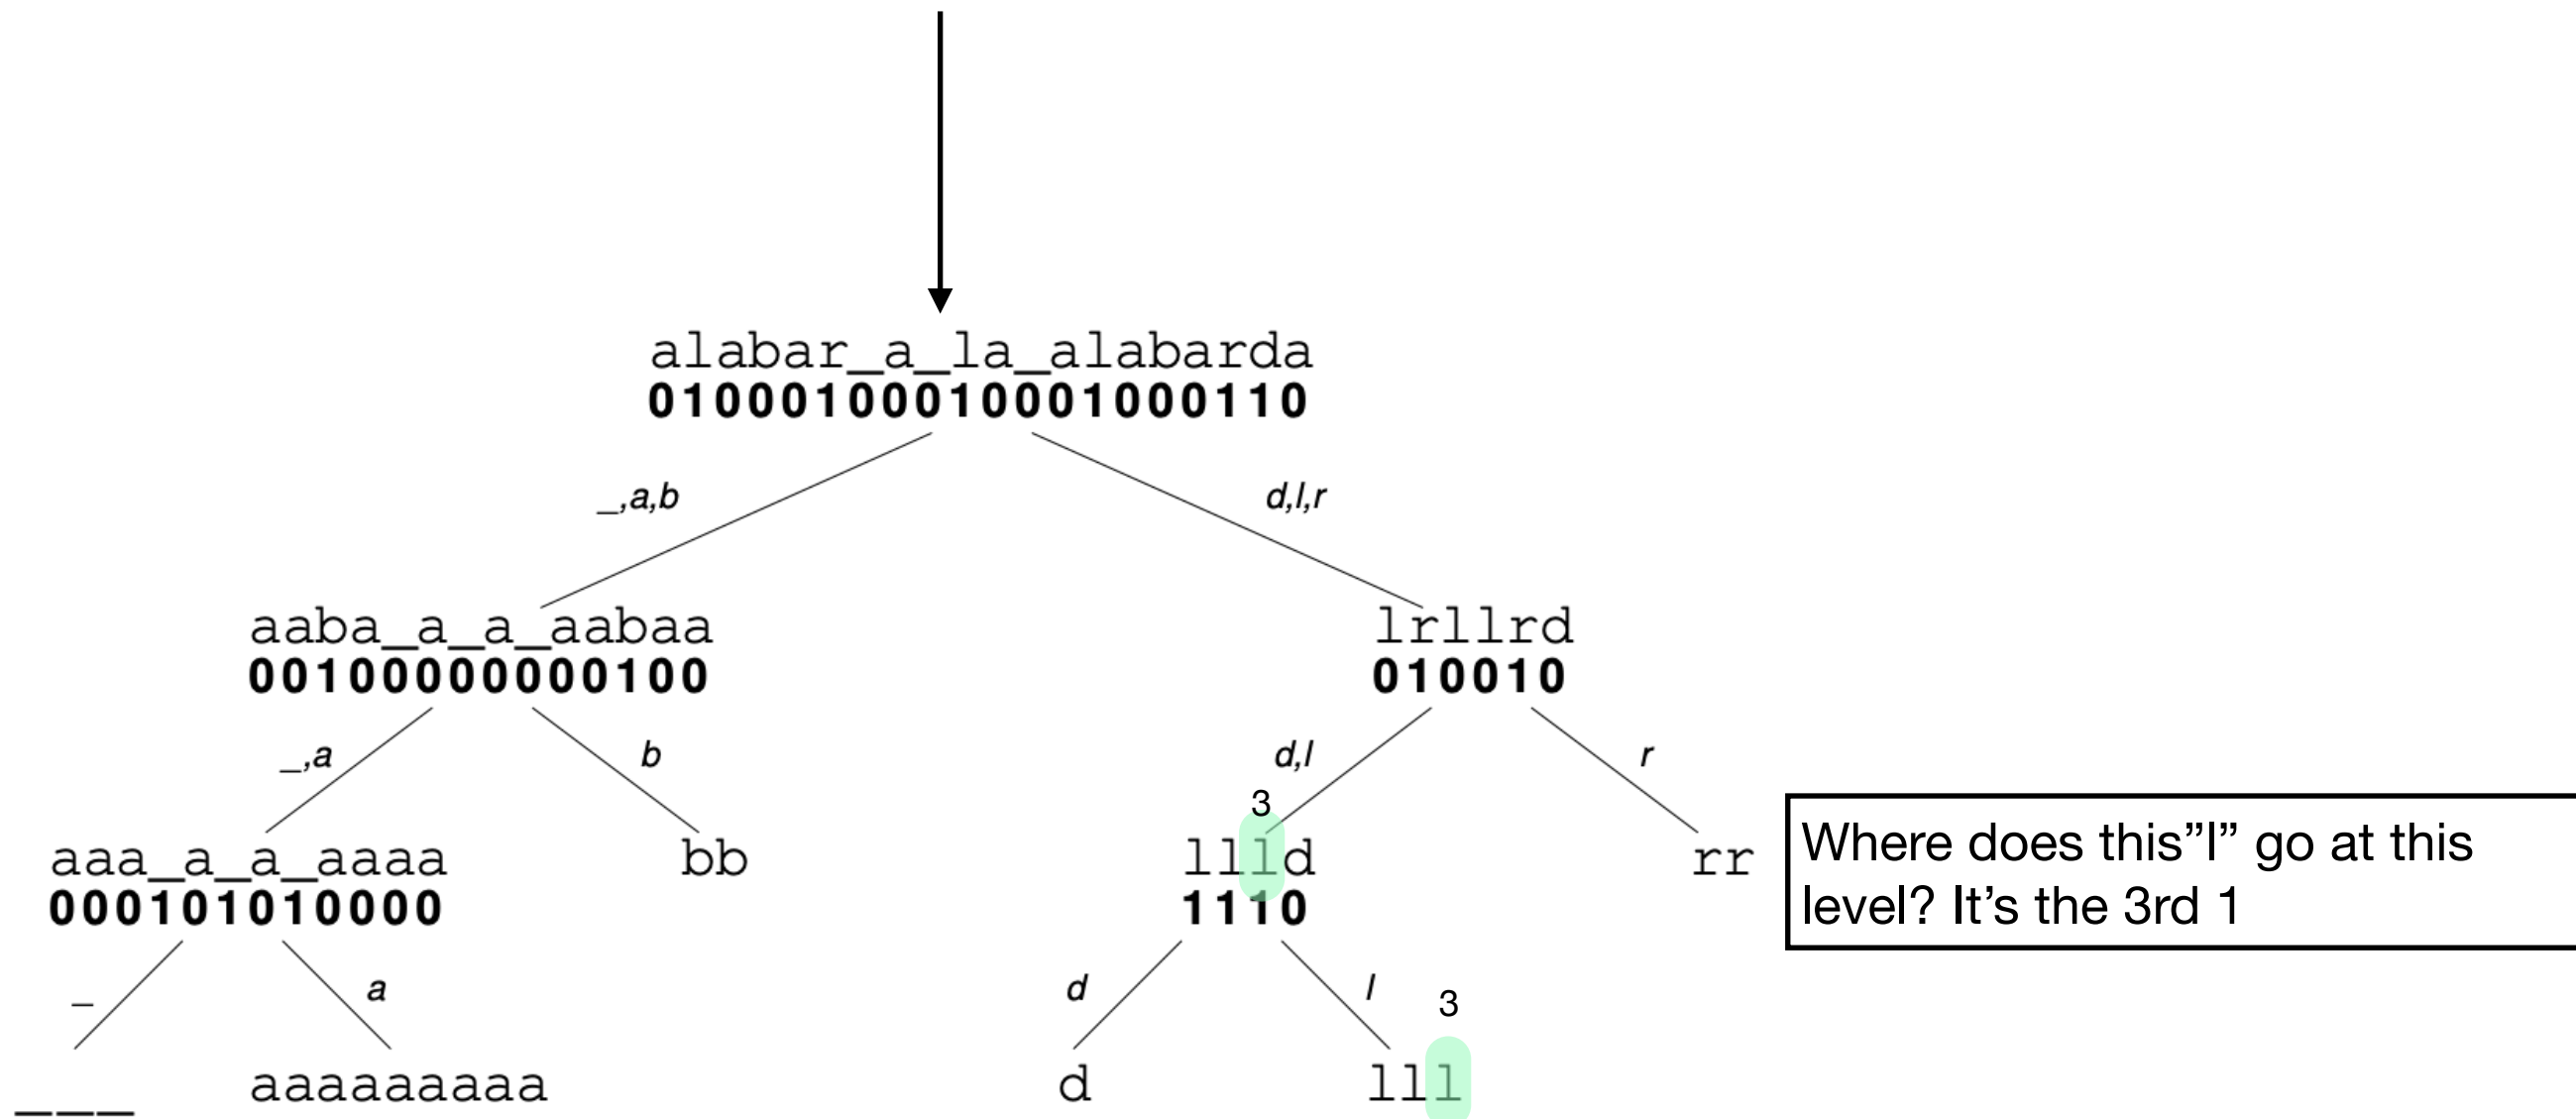 alabar_a_la_alabarda
01000100010001000110
_,a,b
d,l,r
aaba_a_a_aabaa
00100000000100
lrllrd
010010
_,a
b
d,l
r
3
aaa_a_a_aaaa
000101010000
bb
llld
1110
rr
Where does this”l” go at this
level? It’s the 3rd 1
_
a
d
l
3
___
aaaaaaaaa
d
lll